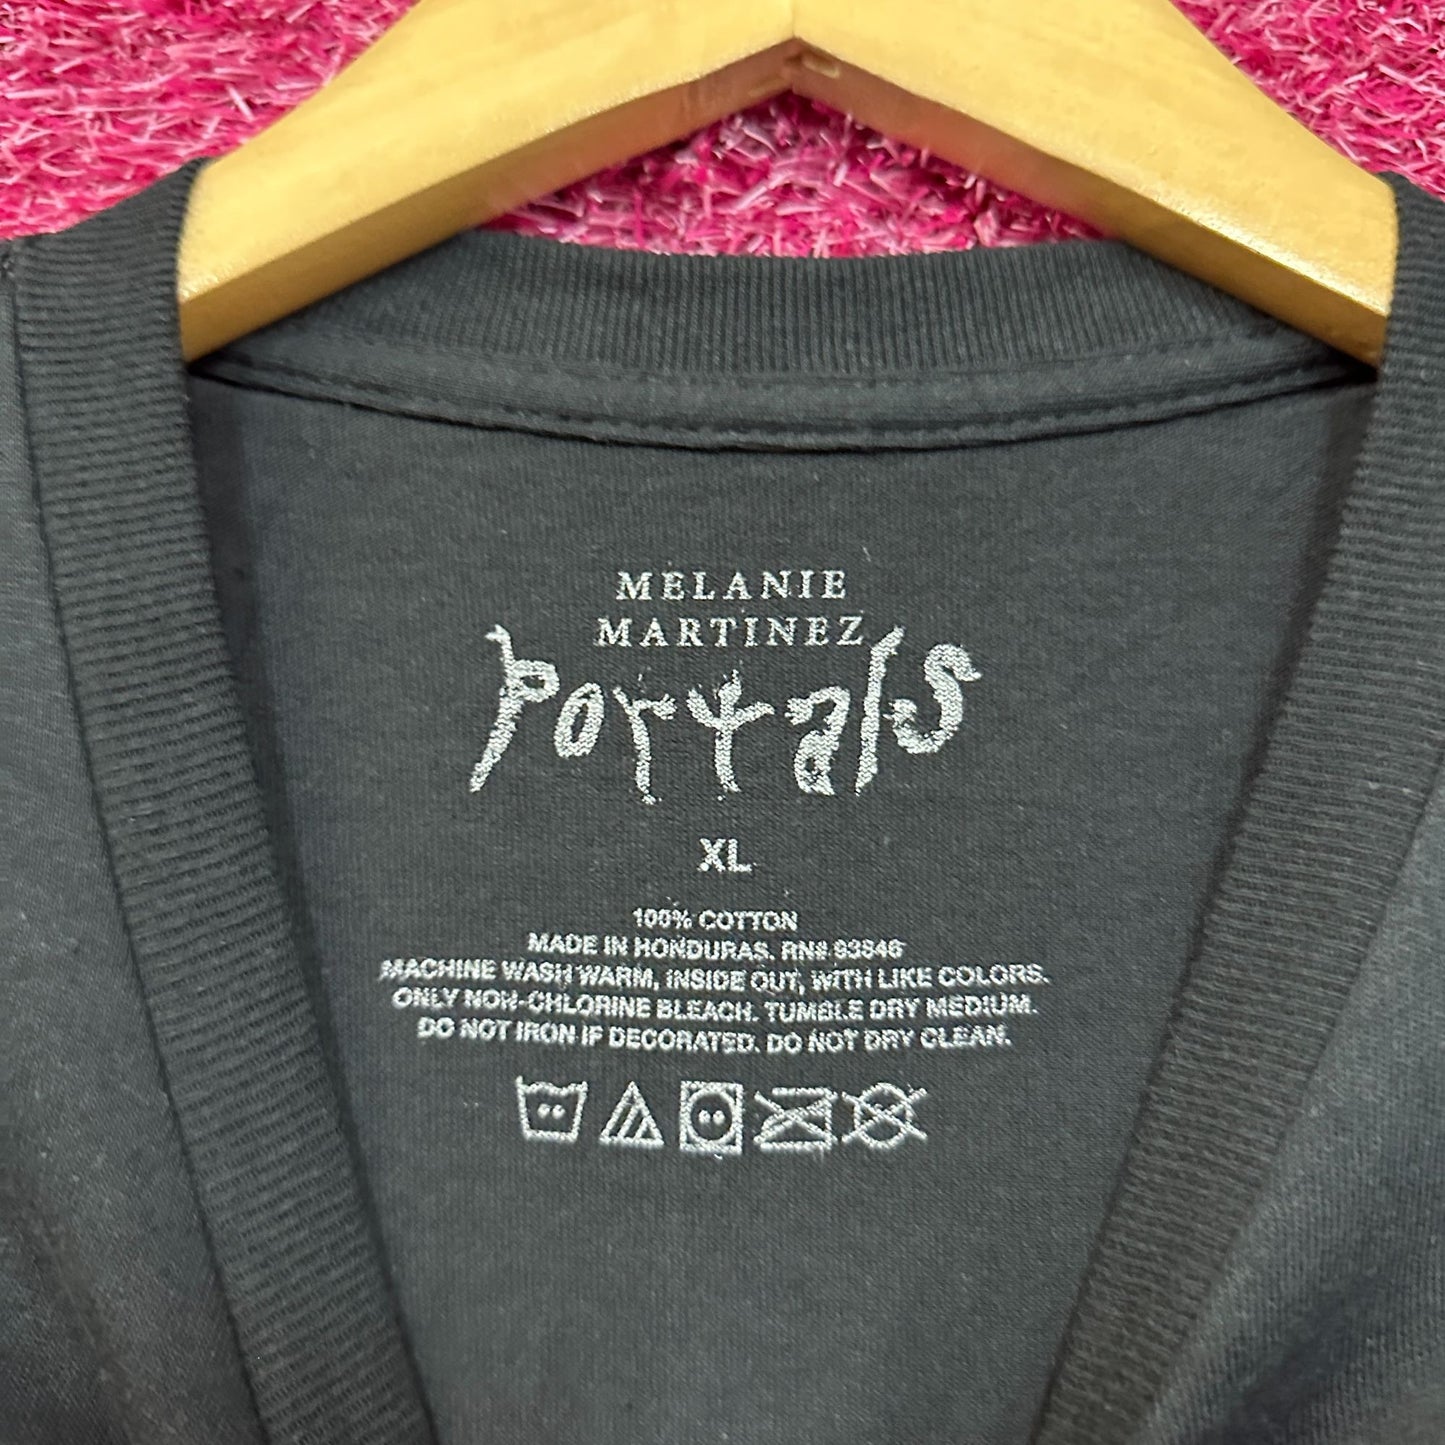 MELANIE
MARTINEZ
PORTALS
XL
100% COTTON
MADE IN HONDURAS. RN# 93846
MACHINE WASH WARM, INSIDE OUT, WITH LIKE COLORS.
ONLY NON-CHLORINE BLEACH. TUMBLE DRY MEDIUM.
DO NOT IRON IF DECORATED. DO NOT DRY CLEAN.